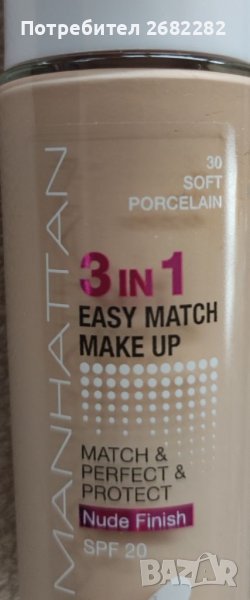 Потребител 2682282
30
SOFT
PORCELAIN
MANHATTAN
3 IN 1
EASY MATCH
MAKE UP
MATCH &
PERFECT &
PROTECT
Nude Finish
SPF 20
BAZAR